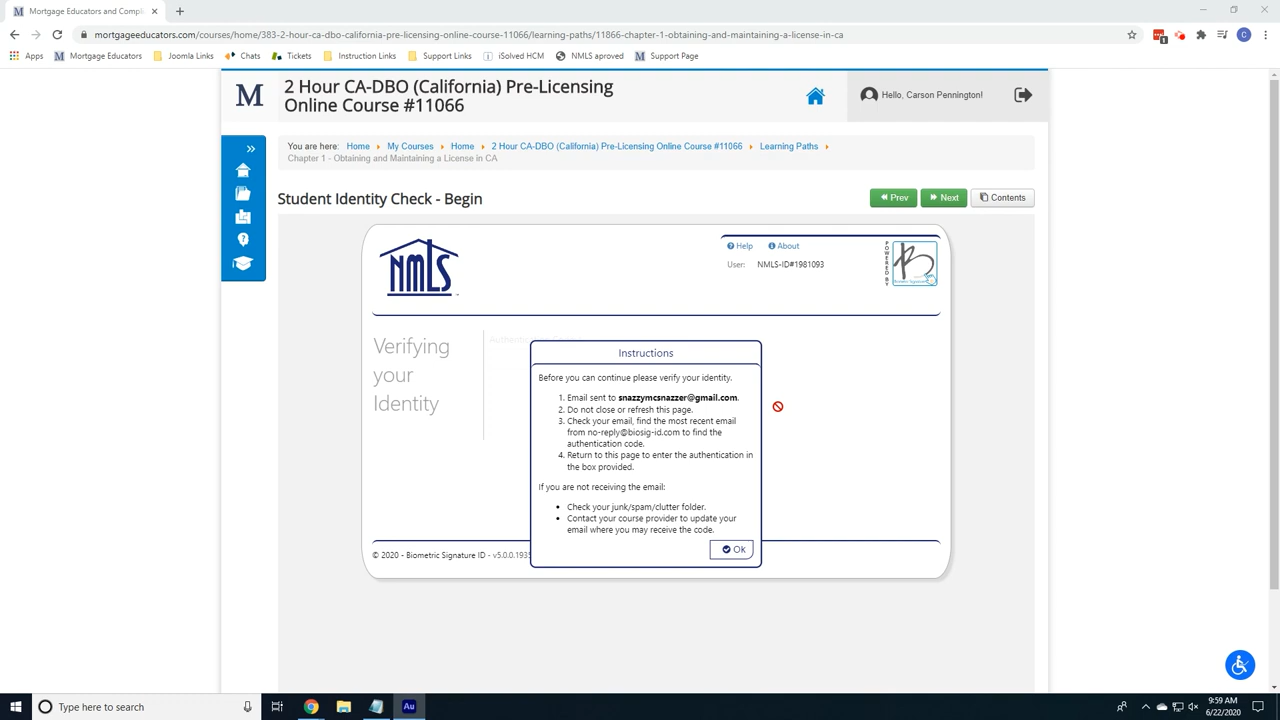 Mortgage Educators and Compl
mortgageeducators.com/courses/home/383-2-hour-ca-dbo-california-pre-licensing-online-course-11066/learning-paths/11866-chapter-1-obtaining-and-maintaining-a-license-in-ca
1
C
Apps
Mortgage Educators
Joomla Links
Chats
Tickets
Instruction Links
Support Links
iSolved HCM
NMLS aproved
Support Page
M
2 Hour CA-DBO (California) Pre-Licensing
Online Course #11066
Hello, Carson Pennington!
You are here: Home My Courses Home 2 Hour CA-DBO (California) Pre-Licensing Online Course #11066 Learning Paths
Chapter 1 - Obtaining and Maintaining a License in CA
Student Identity Check - Begin
Prev
Next
Contents
NMLS
Help
About
User: NMLS-ID#1981093
POWERED BY
Biometric Signature
Verifying
your
Identity
Instructions
Before you can continue please verify your identity.
1. Email sent to snazzymcsnazzer@gmail.com.
2. Do not close or refresh this page.
3. Check your email, find the most recent email
from no-reply@biosig-id.com to find the
authentication code.
4. Return to this page to enter the authentication in
the box provided.
If you are not receiving the email:
• Check your junk/spam/clutter folder.
• Contact your course provider to update your
email where you may receive the code.
Ok
© 2020 - Biometric Signature ID - v5.0.0.193
Type here to search
Au
9:59 AM
6/22/2020